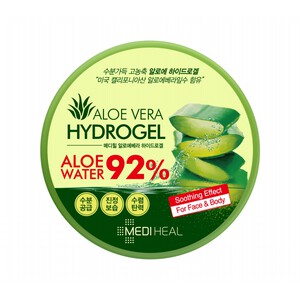 수분가득 고농축 알로에 하이드로겔
"미국 캘리포니아산 알로에베라잎수 함유"
ALOE VERA
HYDROGEL
메디힐 알로에베라 하이드로겔
ALOE
WATER 92%
수분
공급
진정
보습
수렴
탄력
Soothing Effect
For Face & Body
MEDIHEAL